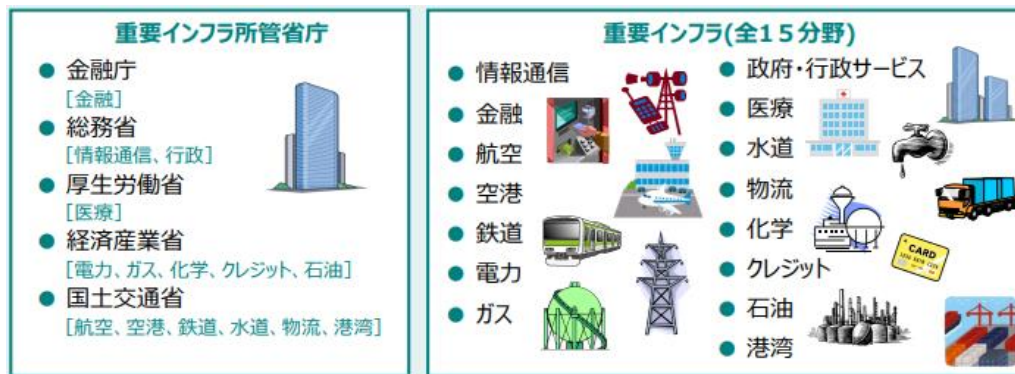 重要インフラ所管省庁
● 金融庁
[金融]
● 総務省
[情報通信、行政]
● 厚生労働省
[医療]
● 経済産業省
[電力、ガス、化学、クレジット、石油]
● 国土交通省
[航空、空港、鉄道、水道、物流、港湾]
重要インフラ(全15分野)
● 情報通信
● 金融
● 航空
● 空港
● 鉄道
● 電力
● ガス
● 政府・行政サービス
● 医療
● 水道
● 物流
● 化学
● クレジット
● 石油
● 港湾
CARD